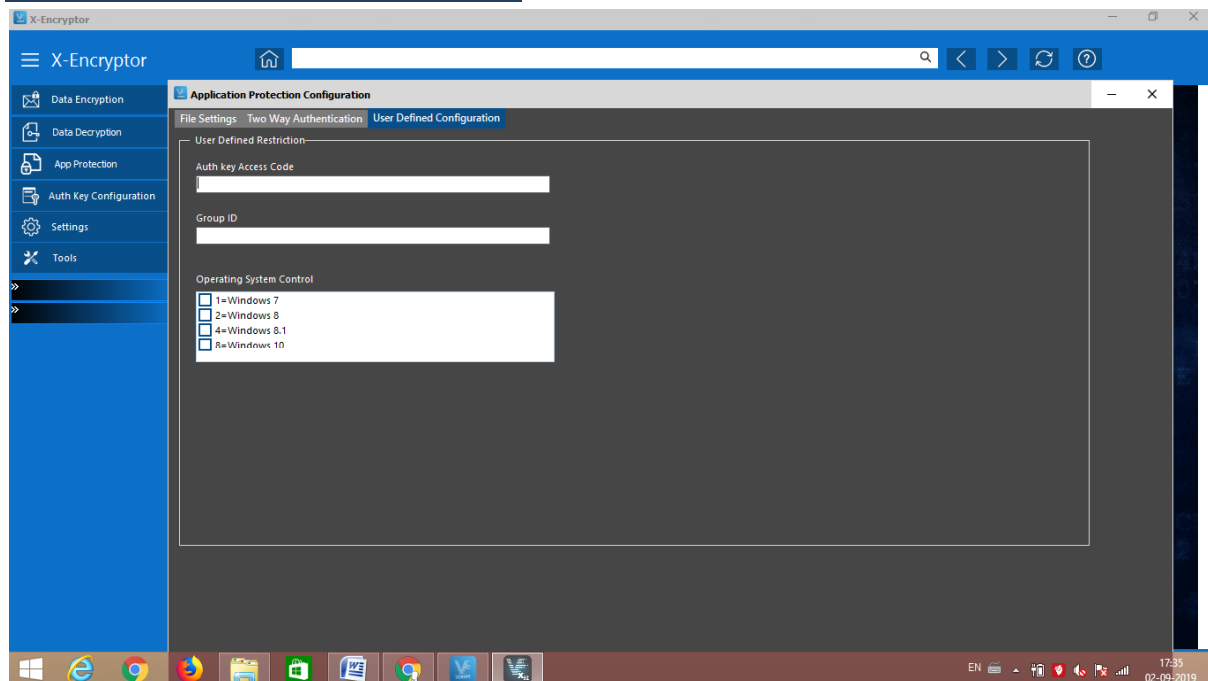 X-Encryptor
X-Encryptor
Data Encryption
Data Decryption
App Protection
Auth Key Configuration
Settings
Tools
Application Protection Configuration
File Settings Two Way Authentication User Defined Configuration
User Defined Restriction
Auth key Access Code
Group ID
Operating System Control
1=Windows 7
2=Windows 8
4=Windows 8.1
8=Windows 10
EN
17:35
02-09-2019